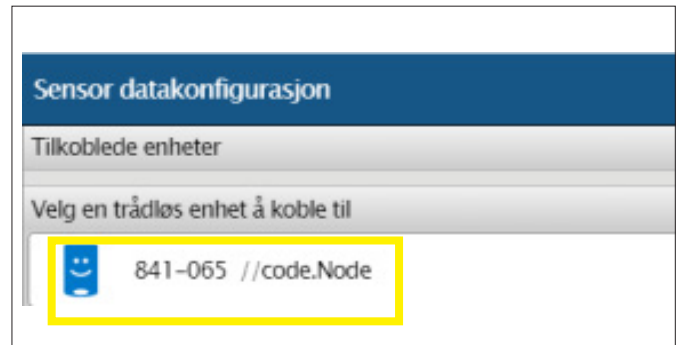 Sensor datakonfigurasjon
Tilkoblede enheter
Velg en trådløs enhet å koble til
841-065 //code.Node